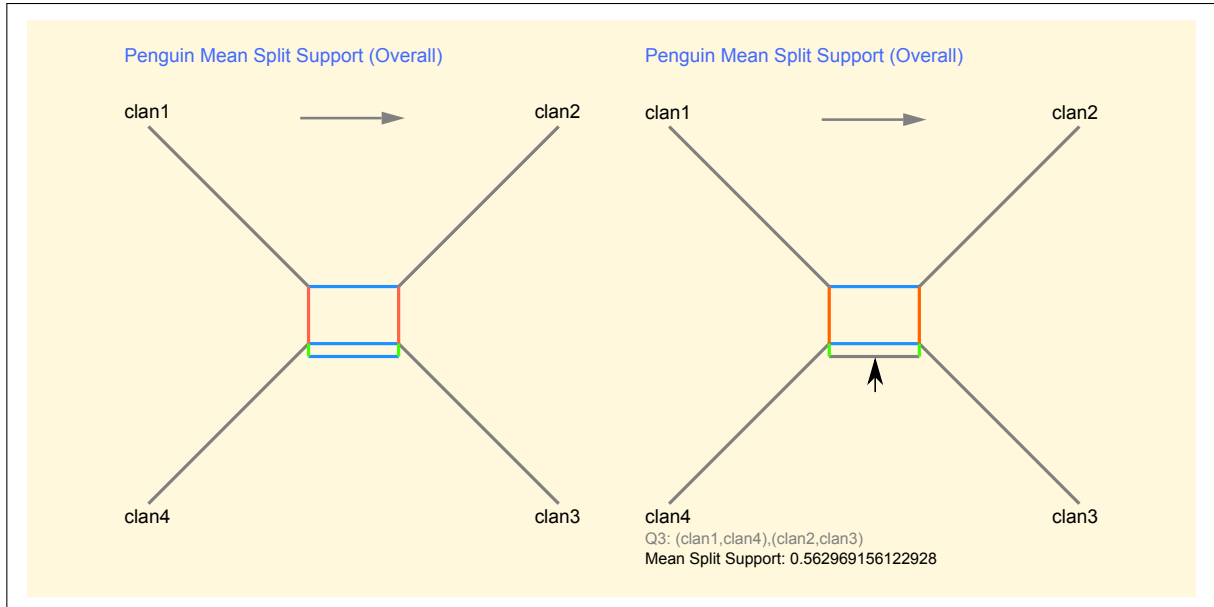 Penguin Mean Split Support (Overall)
clan1
clan2
clan4
clan3
Penguin Mean Split Support (Overall)
clan1
clan2
clan4
clan3
Q3: (clan1,clan4),(clan2,clan3)
Mean Split Support: 0.562969156122928